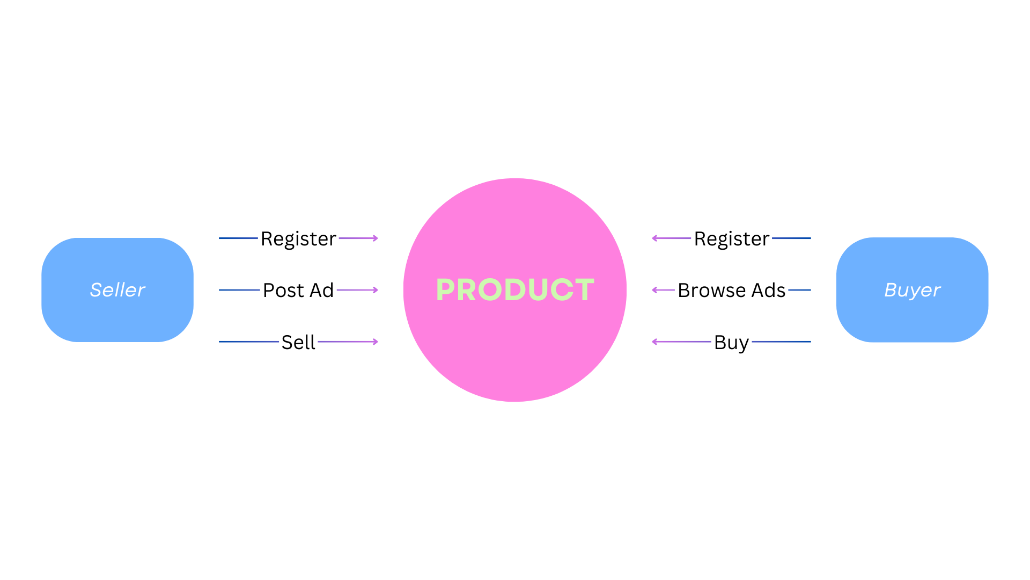 Seller
Register
Post Ad
Sell
PRODUCT
Register
Browse Ads
Buy
Buyer